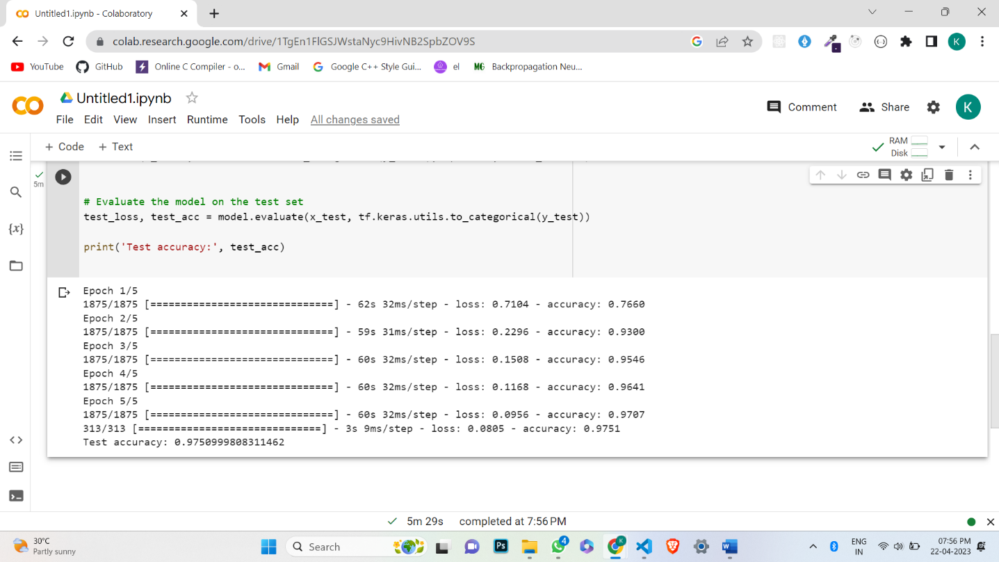 Untitled1.ipynb - Colaboratory
colab.research.google.com/drive/1TgEn1FlGSJWstaNyc9HivNB2SpbZOV9S
K
YouTube GitHub Online C Compiler - o... Gmail Google C++ Style Gui... el MG Backpropagation Neu...
CO Untitled1.ipynb
File Edit View Insert Runtime Tools Help All changes saved
Comment Share K
+ Code + Text
RAM
Disk
5m
{x}
# Evaluate the model on the test set
test_loss, test_acc = model.evaluate(x_test, tf.keras.utils.to_categorical(y_test))
print('Test accuracy:', test_acc)
Epoch 1/5
1875/1875 [==============================] - 62s 32ms/step - loss: 0.7104 - accuracy: 0.7660
Epoch 2/5
1875/1875 [==============================] - 59s 31ms/step - loss: 0.2296 - accuracy: 0.9300
Epoch 3/5
1875/1875 [==============================] - 60s 32ms/step - loss: 0.1508 - accuracy: 0.9546
Epoch 4/5
1875/1875 [==============================] - 60s 32ms/step - loss: 0.1168 - accuracy: 0.9641
Epoch 5/5
1875/1875 [==============================] - 60s 32ms/step - loss: 0.0956 - accuracy: 0.9707
313/313 [==============================] - 3s 9ms/step - loss: 0.0805 - accuracy: 0.9751
Test accuracy: 0.9750999808311462
5m 29s completed at 7:56 PM
30°C
Partly sunny
Search
Ps
4
K
W
ENG
IN
07:56 PM
22-04-2023